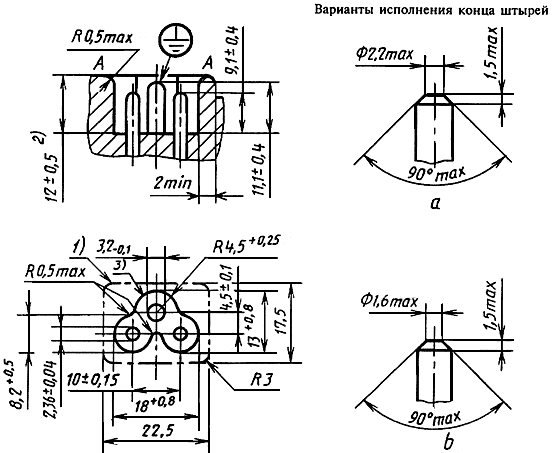 Варианты исполнения конца штырей
R0,5max
A
A
9,1±0,4
12±0,5
2)
2min
11,1±0,4
Ф2,2max
1,5max
90°max
a
1)
3,2-0,1
R4,5+0,25
R0,5max
3)
4,5±0,1
13+0,8
17,5
8,2+0,5
2,36±0,04
10±0,15
18+0,8
22,5
R3
Ф1,6max
1,5max
90°max
b